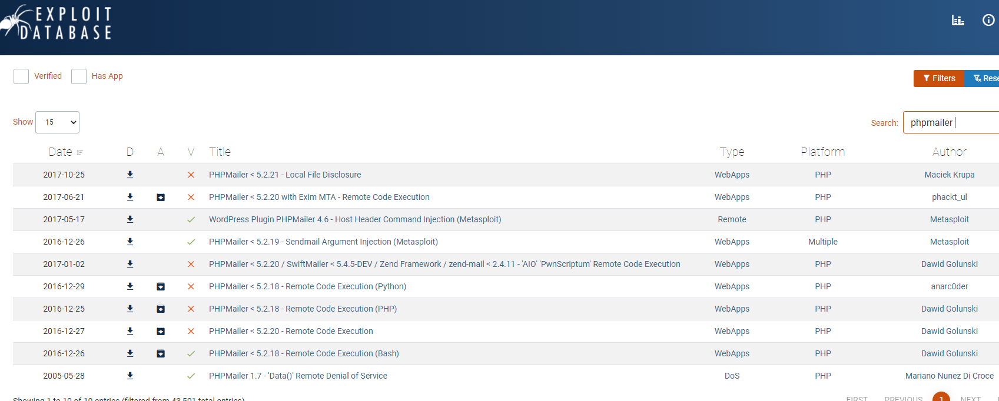 EXPLOIT
DATABASE
Verified Has App
Filters Rese
Show 15 Search: phpmailer
Date D A V Title Type Platform Author
2017-10-25 PHPMailer < 5.2.21 - Local File Disclosure WebApps PHP Maciek Krupa
2017-06-21 PHPMailer < 5.2.20 with Exim MTA - Remote Code Execution WebApps PHP phackt_ul
2017-05-17 WordPress Plugin PHPMailer 4.6 - Host Header Command Injection (Metasploit) Remote PHP Metasploit
2016-12-26 PHPMailer < 5.2.19 - Sendmail Argument Injection (Metasploit) WebApps Multiple Metasploit
2017-01-02 PHPMailer < 5.2.20 / SwiftMailer < 5.4.5-DEV / Zend Framework / zend-mail < 2.4.11 - 'AIO' 'PwnScriptum' Remote Code Execution WebApps PHP Dawid Golunski
2016-12-29 PHPMailer < 5.2.18 - Remote Code Execution (Python) WebApps PHP anarc0der
2016-12-25 PHPMailer < 5.2.18 - Remote Code Execution (PHP) WebApps PHP Dawid Golunski
2016-12-27 PHPMailer < 5.2.20 - Remote Code Execution WebApps PHP Dawid Golunski
2016-12-26 PHPMailer < 5.2.18 - Remote Code Execution (Bash) WebApps PHP Dawid Golunski
2005-05-28 PHPMailer 1.7 - 'Data()' Remote Denial of Service DoS PHP Mariano Nunez Di Croce
Showing 1 to 10 of 10 entries (filtered from 43,501 total entries) FIRST PREVIOUS 1 NEXT